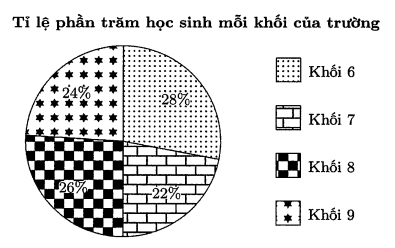 Tỉ lệ phần trăm học sinh mỗi khối của trường
24%
28%
26%
22%
Khối 6
Khối 7
Khối 8
Khối 9